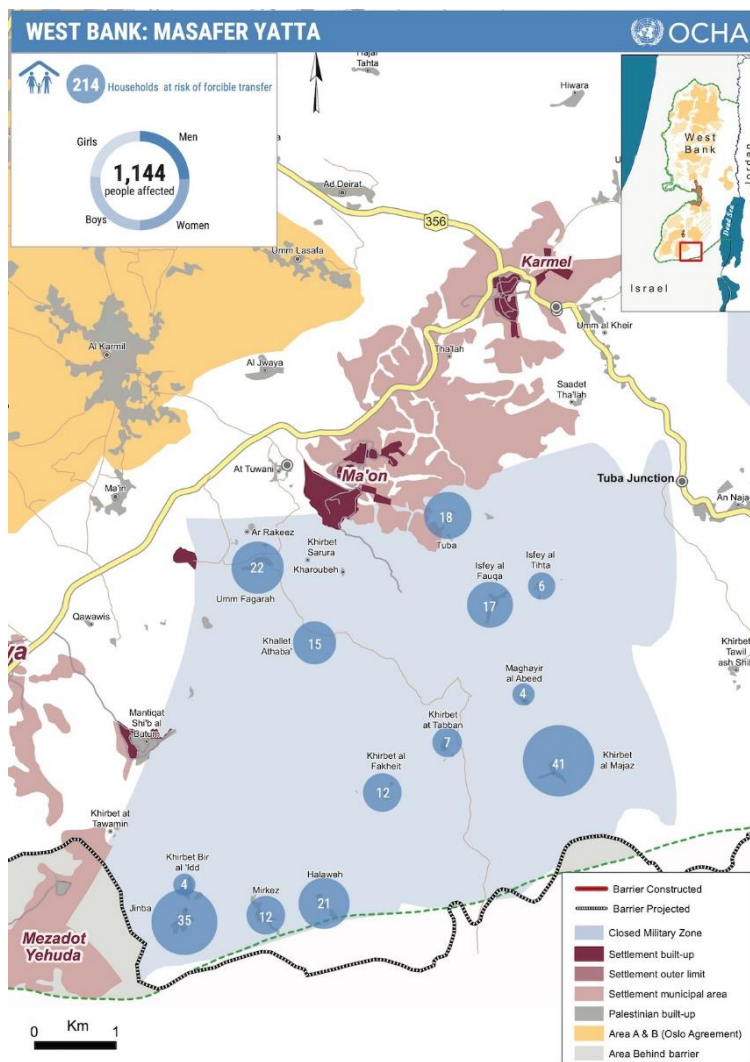 WEST BANK: MASAFER YATTA
OCHA
214
Households at risk of forcible transfer
Girls
Men
1,144
people affected
Boys
Women
Tahta
Hiwara
West
Bank
Jordan
Dead Sea
Israel
Ad Deirat
356
Umm Lasafa
Karmel
Umm al Kheir
Al Karmil
Tha'lah
Al Jwaya
Saadet
Tha'lah
At Tuwani
Ma'on
Ma'in
Tuba Junction
An Naja
18
Tuba
Ar Rakeez
Khirbet
Sarura
Kharoubeh
22
Umm Fagarah
Isfey al
Fauqa
17
Isfey al
Tihta
6
Qawawis
Khallet
Athaba'
15
Khirbet
Tawil
ash Shih
ya
Maghayir
al Abeed
4
Mantiqat
Shi'b al
Butum
Khirbet
at Tabban
7
Khirbet al
Fakheit
12
41
Khirbet
al Majaz
Khirbet at
Tawamin
Khirbet Bir
al 'Idd
4
Jinba
35
Mirkez
12
Halaweh
21
Mezadot
Yehuda
Barrier Constructed
Barrier Projected
Closed Military Zone
Settlement built-up
Settlement outer limit
Settlement municipal area
Palestinian built-up
Area A & B (Oslo Agreement)
Area Behind barrier
Km
0
1